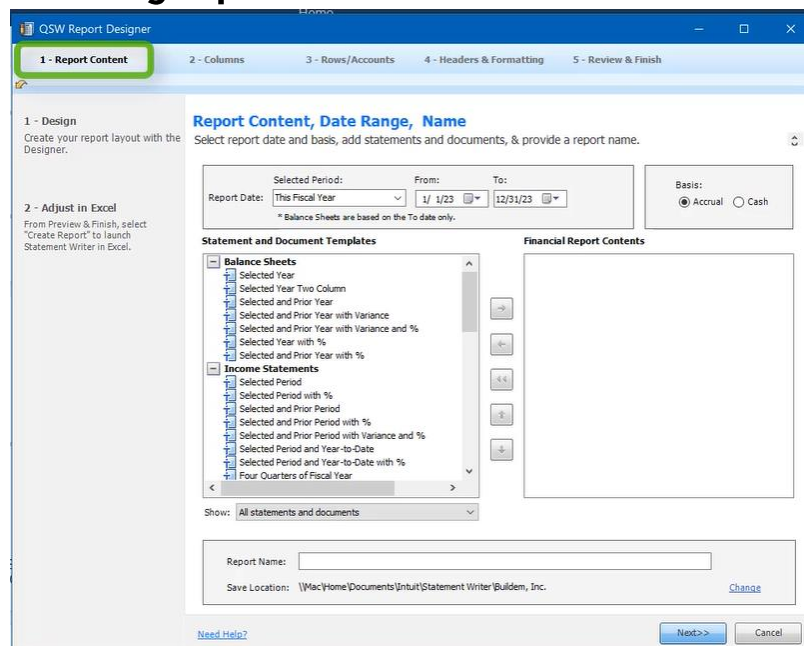 Home
QSW Report Designer
1 - Report Content 2 - Columns 3 - Rows/Accounts 4 - Headers & Formatting 5 - Review & Finish
1 - Design
Create your report layout with the
Designer.
2 - Adjust in Excel
From Preview & Finish, select
"Create Report" to launch
Statement Writer in Excel.
Report Content, Date Range, Name
Select report date and basis, add statements and documents, & provide a report name.
Selected Period: From: To:
Report Date: This Fiscal Year 1/ 1/23 12/31/23
* Balance Sheets are based on the To date only.
Basis:
Accrual Cash
Statement and Document Templates
Balance Sheets
Selected Year
Selected Year Two Column
Selected and Prior Year
Selected and Prior Year with Variance
Selected and Prior Year with Variance and %
Selected Year with %
Selected and Prior Year with %
Income Statements
Selected Period
Selected Period with %
Selected and Prior Period
Selected and Prior Period with %
Selected and Prior Period with Variance and %
Selected Period and Year-to-Date
Selected Period and Year-to-Date with %
Four Quarters of Fiscal Year
Show: All statements and documents
Financial Report Contents
Report Name:
Save Location: \\Mac\Home\Documents\Intuit\Statement Writer\Buildem, Inc. Change
Need Help? Next>> Cancel